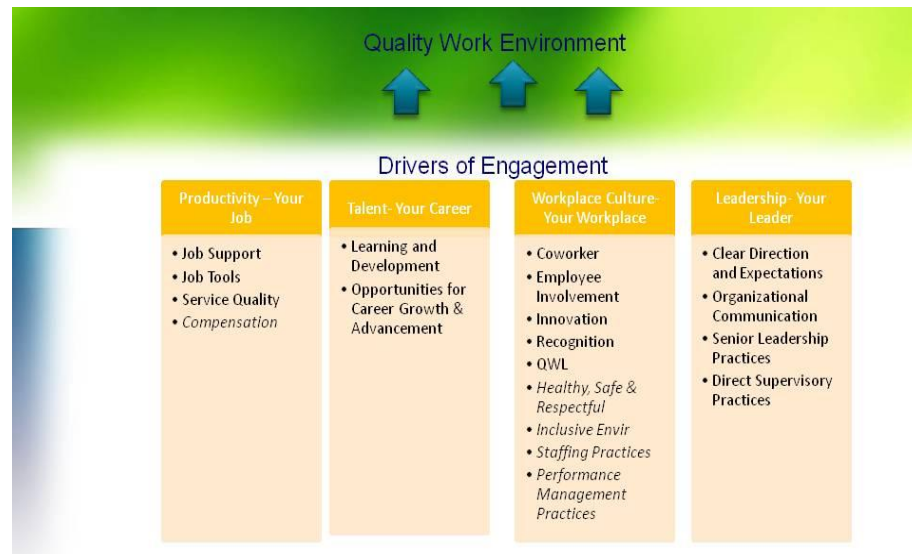 Quality Work Environment
Drivers of Engagement
Productivity – Your
Job
• Job Support
• Job Tools
• Service Quality
• Compensation
Talent- Your Career
• Learning and
Development
• Opportunities for
Career Growth &
Advancement
Workplace Culture-
Your Workplace
• Coworker
• Employee
Involvement
• Innovation
• Recognition
• QWL
• Healthy, Safe &
Respectful
• Inclusive Envir
• Staffing Practices
• Performance
Management
Practices
Leadership- Your
Leader
• Clear Direction
and Expectations
• Organizational
Communication
• Senior Leadership
Practices
• Direct Supervisory
Practices